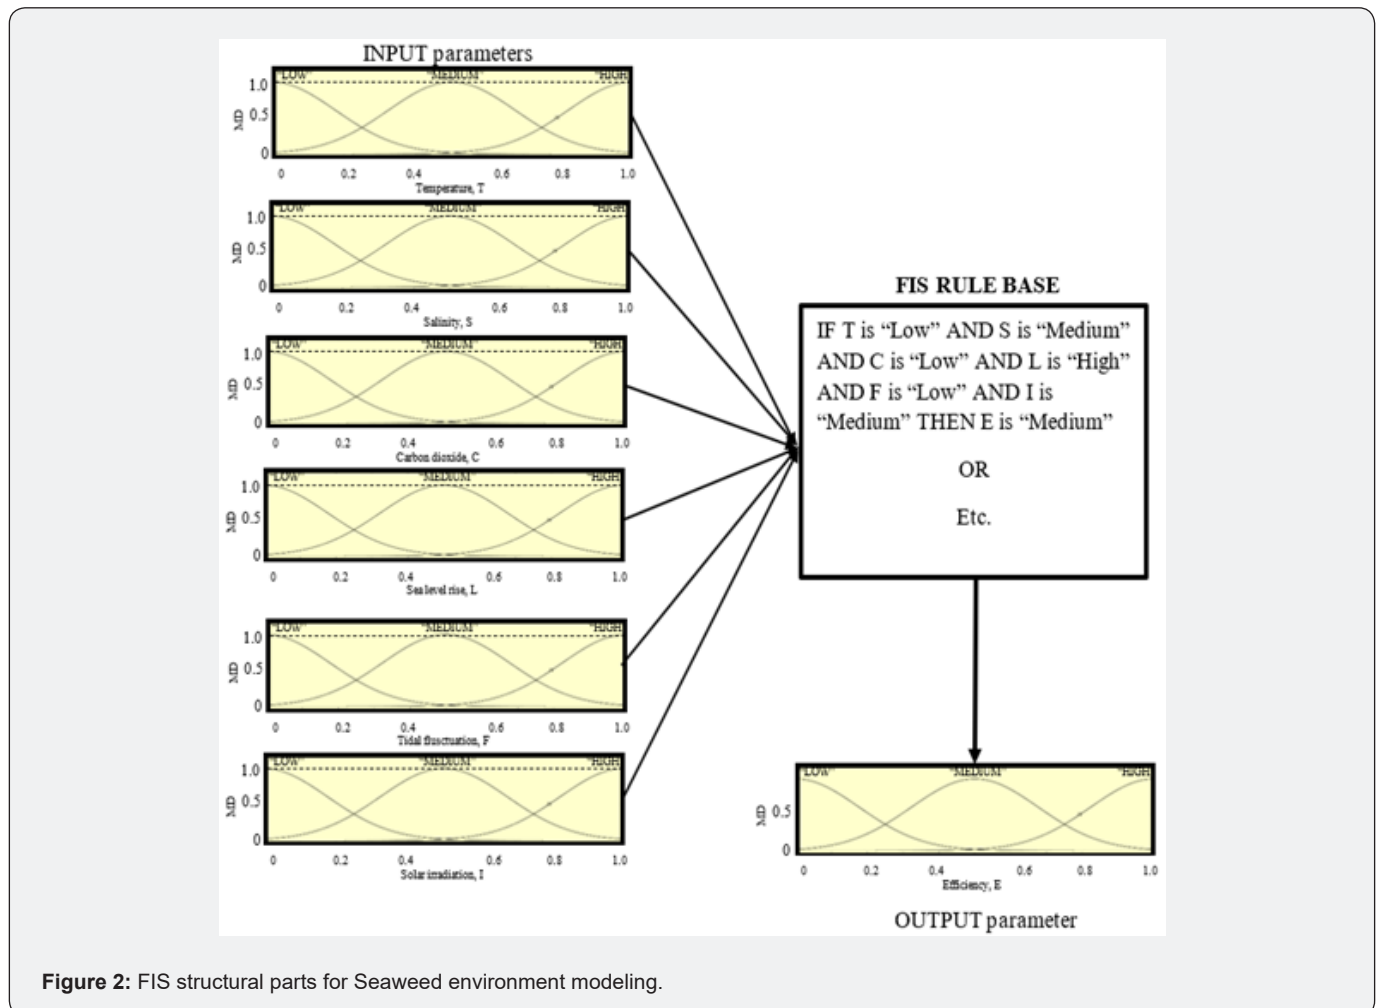 INPUT parameters
"LOW" "MEDIUM" "HIGH
1.0
0.5
0
MD
0 0.2 0.4 0.6 0.8 1.0
Temperature, T
"LOW" "MEDIUM" "HIGH
1.0
0.5
0
MD
0 0.2 0.4 0.6 0.8 1.0
Salinity, S
"LOW" "MEDIUM" "HIGH
1.0
0.5
0
MD
0 0.2 0.4 0.6 0.8 1.0
Carbon dioxide, C
"LOW" "MEDIUM" "HIGH
1.0
0.5
0
MD
0 0.2 0.4 0.6 0.8 1.0
Sea level rise, L
"LOW" "MEDIUM" "HIGH
1.0
0.5
0
MD
0 0.2 0.4 0.6 0.8 1.0
Tidal flusctuation, F
"LOW" "MEDIUM" "HIGH
1.0
0.5
0
MD
0 0.2 0.4 0.6 0.8 1.0
Solar irradiation, I
FIS RULE BASE
IF T is “Low” AND S is “Medium”
AND C is “Low” AND L is “High”
AND F is “Low” AND I is
“Medium” THEN E is “Medium”
OR
Etc.
"LOW" "MEDIUM" "HIGH
0.5
0
MD
0 0.2 0.4 0.6 0.8 1.0
Efficiency, E
OUTPUT parameter
Figure 2: FIS structural parts for Seaweed environment modeling.